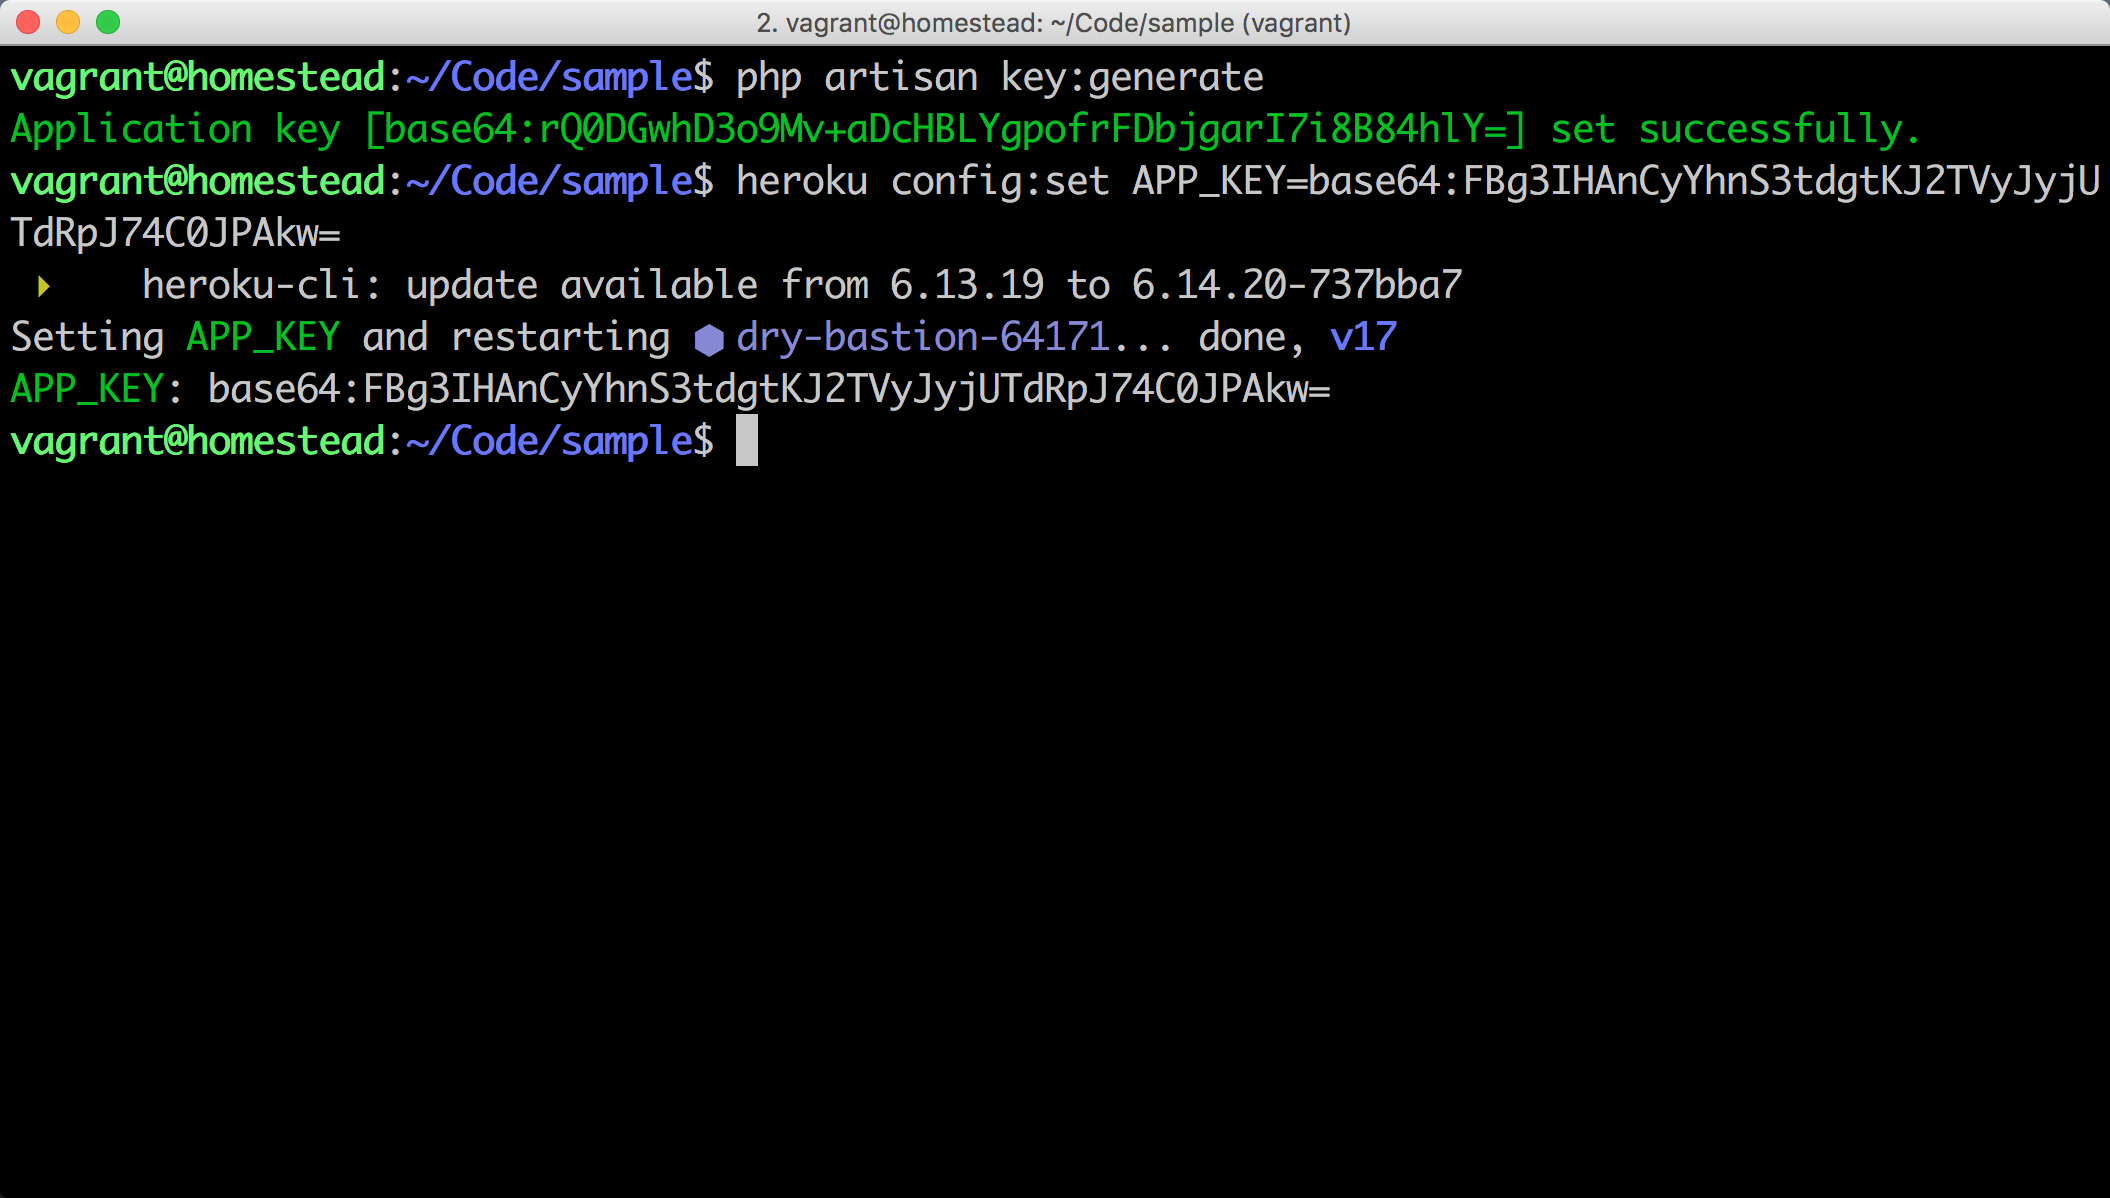 2. vagrant@homestead: ~/Code/sample (vagrant)
vagrant@homestead:~/Code/sample$ php artisan key:generate
Application key [base64:rQ0DGwhD3o9Mv+aDcHBLYgpofrFDbjgarI7i8B84hlY=] set successfully.
vagrant@homestead:~/Code/sample$ heroku config:set APP_KEY=base64:FBg3IHAnCyYhnS3tdgtKJ2TVyJyjU
TdRpJ74C0JPAkw=
heroku-cli: update available from 6.13.19 to 6.14.20-737bba7
Setting APP_KEY and restarting ⬢ dry-bastion-64171... done, v17
APP_KEY: base64:FBg3IHAnCyYhnS3tdgtKJ2TVyJyjUTdRpJ74C0JPAkw=
vagrant@homestead:~/Code/sample$